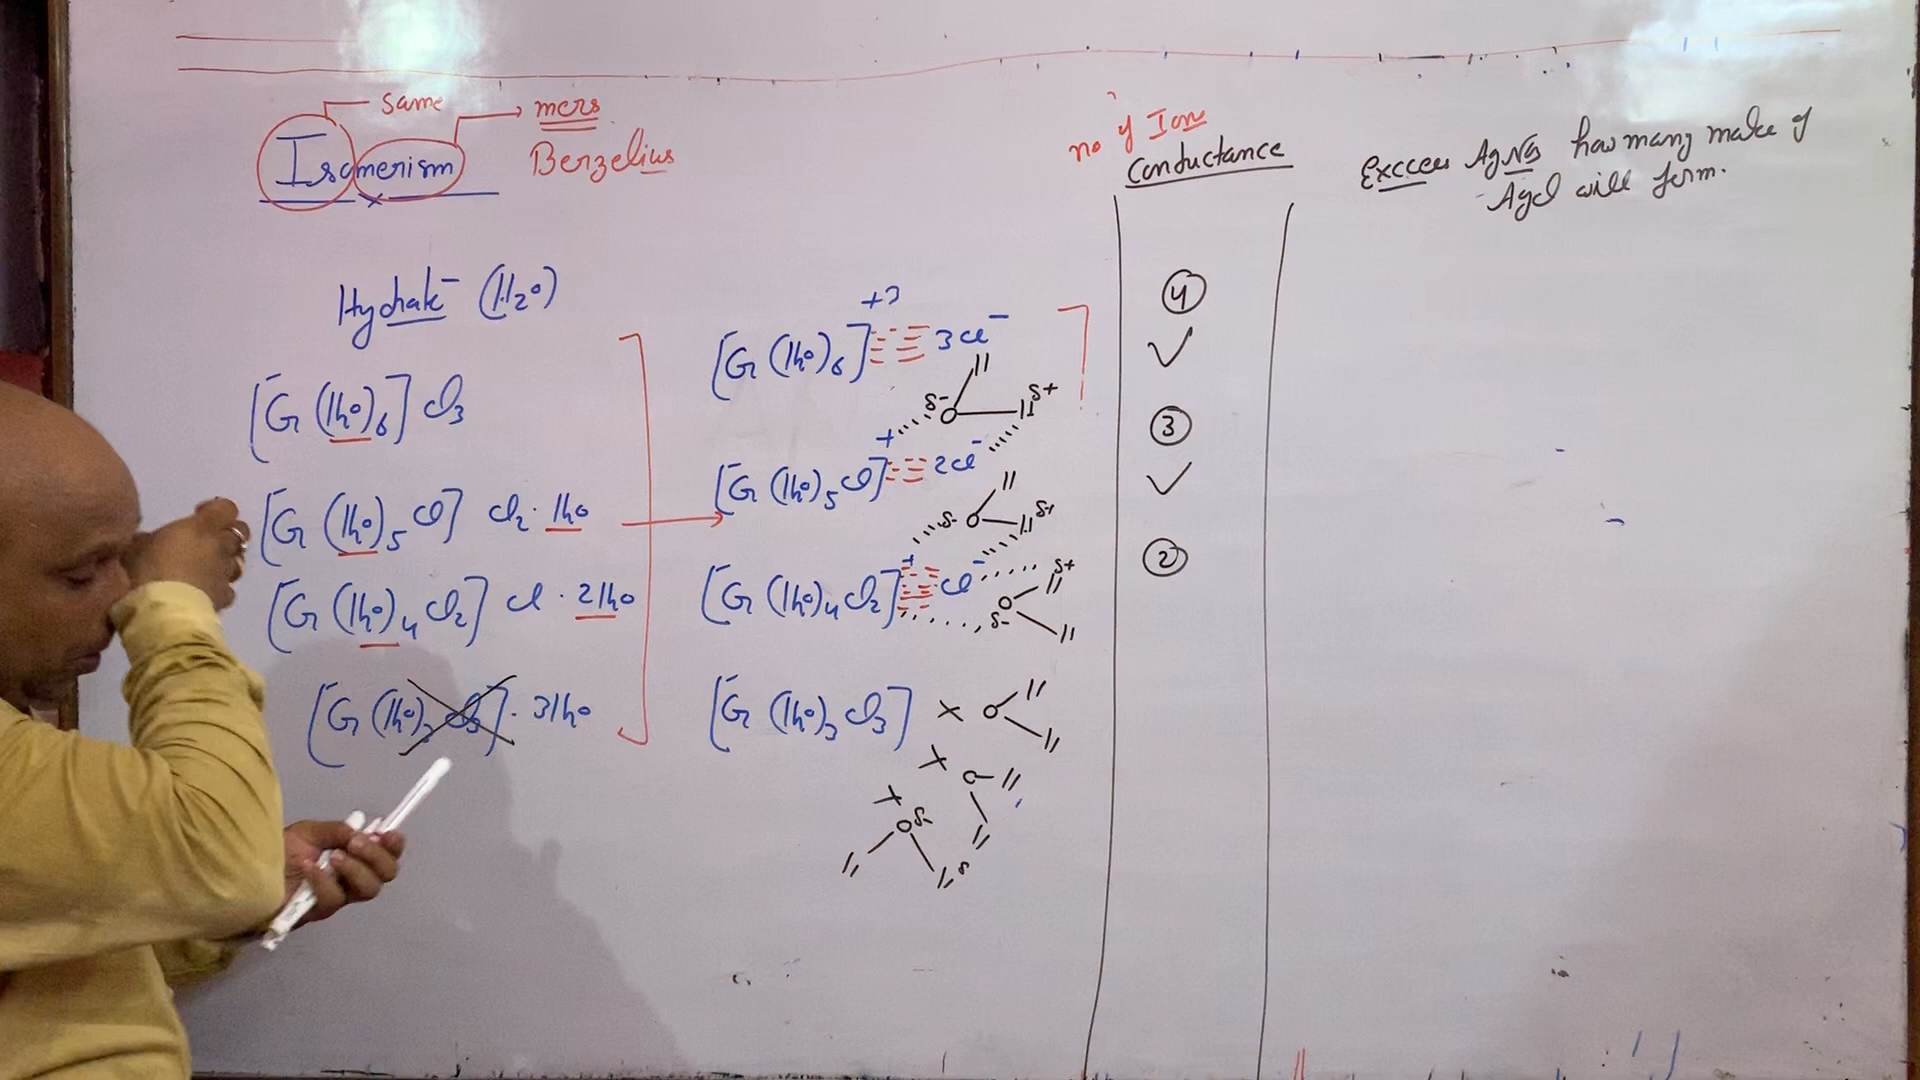 same
mers
Isomerism
Berzelius
no of Ion
Conductance
Excess AgNO3 how many mole of
AgCl will form.
Hydrate (H2O)
[Cr (H2O)6] Cl3
[Cr (H2O)5 Cl] Cl2 . H2O
[Cr (H2O)4 Cl2] Cl . 2H2O
[Cr (H2O)3 Cl3] . 3H2O
[Cr (H2O)6]+3 3Cl-
δ- O H H δ+
[Cr (H2O)5 Cl]+ 2Cl-
δ- O H H δ+
[Cr (H2O)4 Cl2]+ Cl-
δ- O H H δ+
[Cr (H2O)3 Cl3] × O H H
× O H H
× O δ- H H δ
4
✓
3
✓
2